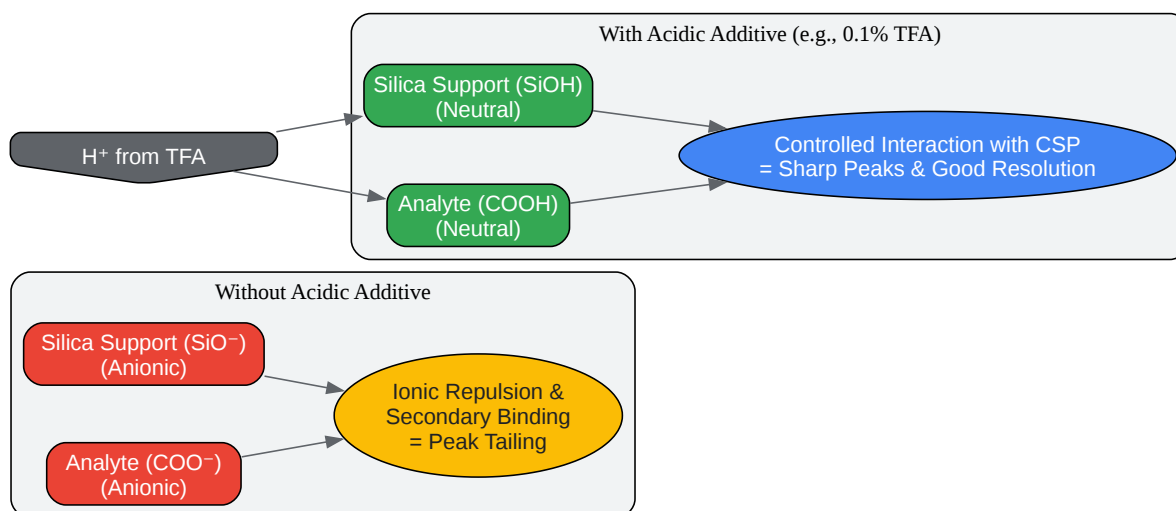 With Acidic Additive (e.g., 0.1% TFA)
H⁺ from TFA
Silica Support (SiOH)
(Neutral)
Analyte (COOH)
(Neutral)
Controlled Interaction with CSP
= Sharp Peaks & Good Resolution
Without Acidic Additive
Silica Support (SiO⁻)
(Anionic)
Analyte (COO⁻)
(Anionic)
Ionic Repulsion &
Secondary Binding
= Peak Tailing